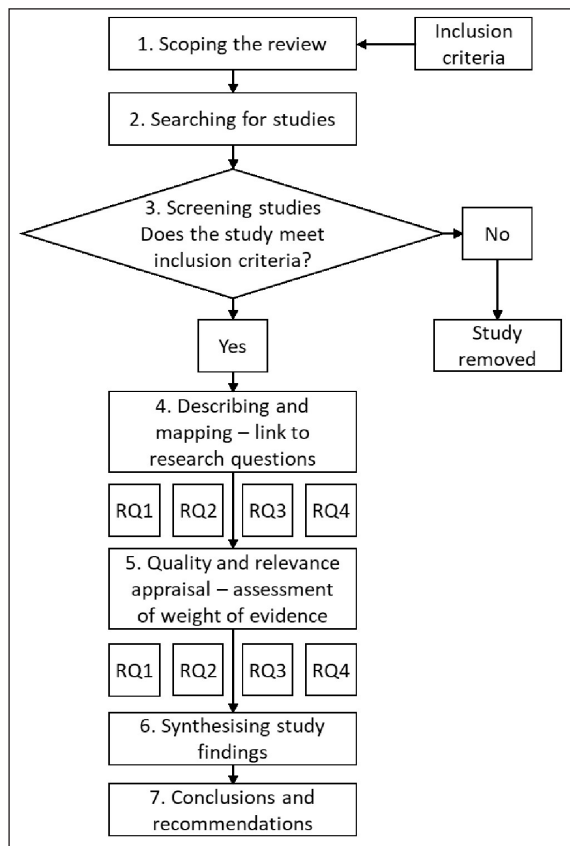 1. Scoping the review
Inclusion
criteria
2. Searching for studies
3. Screening studies
Does the study meet
inclusion criteria?
No
Study
removed
Yes
4. Describing and
mapping – link to
research questions
RQ1
RQ2
RQ3
RQ4
5. Quality and relevance
appraisal – assessment
of weight of evidence
RQ1
RQ2
RQ3
RQ4
6. Synthesising study
findings
7. Conclusions and
recommendations